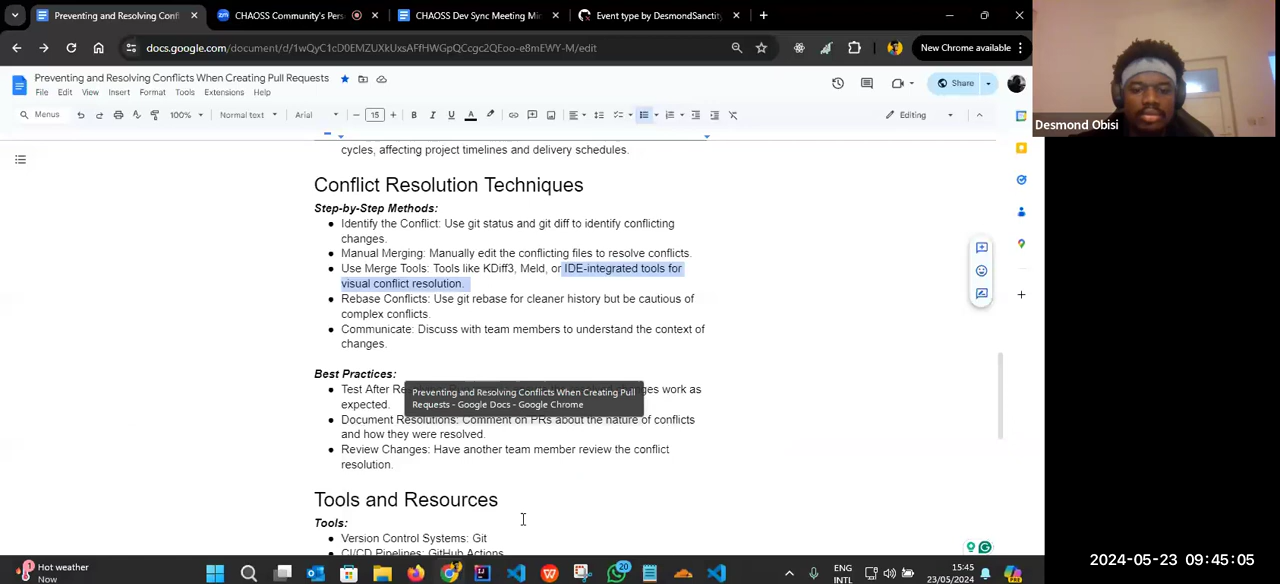 Preventing and Resolving Confl
CHAOSS Community's Pers
CHAOSS Dev Sync Meeting Mi
Event type by DesmondSanctit
docs.google.com/document/d/1wQyC1cD0EMZUXkUxsAFfHWGpQCcgc2QEoo-e8mEWY-M/edit
New Chrome available
Preventing and Resolving Conflicts When Creating Pull Requests
File Edit View Insert Format Tools Extensions Help
Share
Menus
100%
Normal text
Arial
15
Editing
cycles, affecting project timelines and delivery schedules.
Conflict Resolution Techniques
Step-by-Step Methods:
Identify the Conflict: Use git status and git diff to identify conflicting
changes.
Manual Merging: Manually edit the conflicting files to resolve conflicts.
Use Merge Tools: Tools like KDiff3, Meld, or IDE-integrated tools for
visual conflict resolution.
Rebase Conflicts: Use git rebase for cleaner history but be cautious of
complex conflicts.
Communicate: Discuss with team members to understand the context of
changes.
Best Practices:
Test After Re
ges work as
Preventing and Resolving Conflicts When Creating Pull
Requests - Google Docs - Google Chrome
expected.
Document Resolutions: Comment on PRs about the nature of conflicts
and how they were resolved.
Review Changes: Have another team member review the conflict
resolution.
Tools and Resources
Tools:
Version Control Systems: Git
CI/CD Pipelines: GitHub Actions
Desmond Obisi
Hot weather
Now
20
ENG
INTL
15:45
23/05/2024
2024-05-23 09:45:05